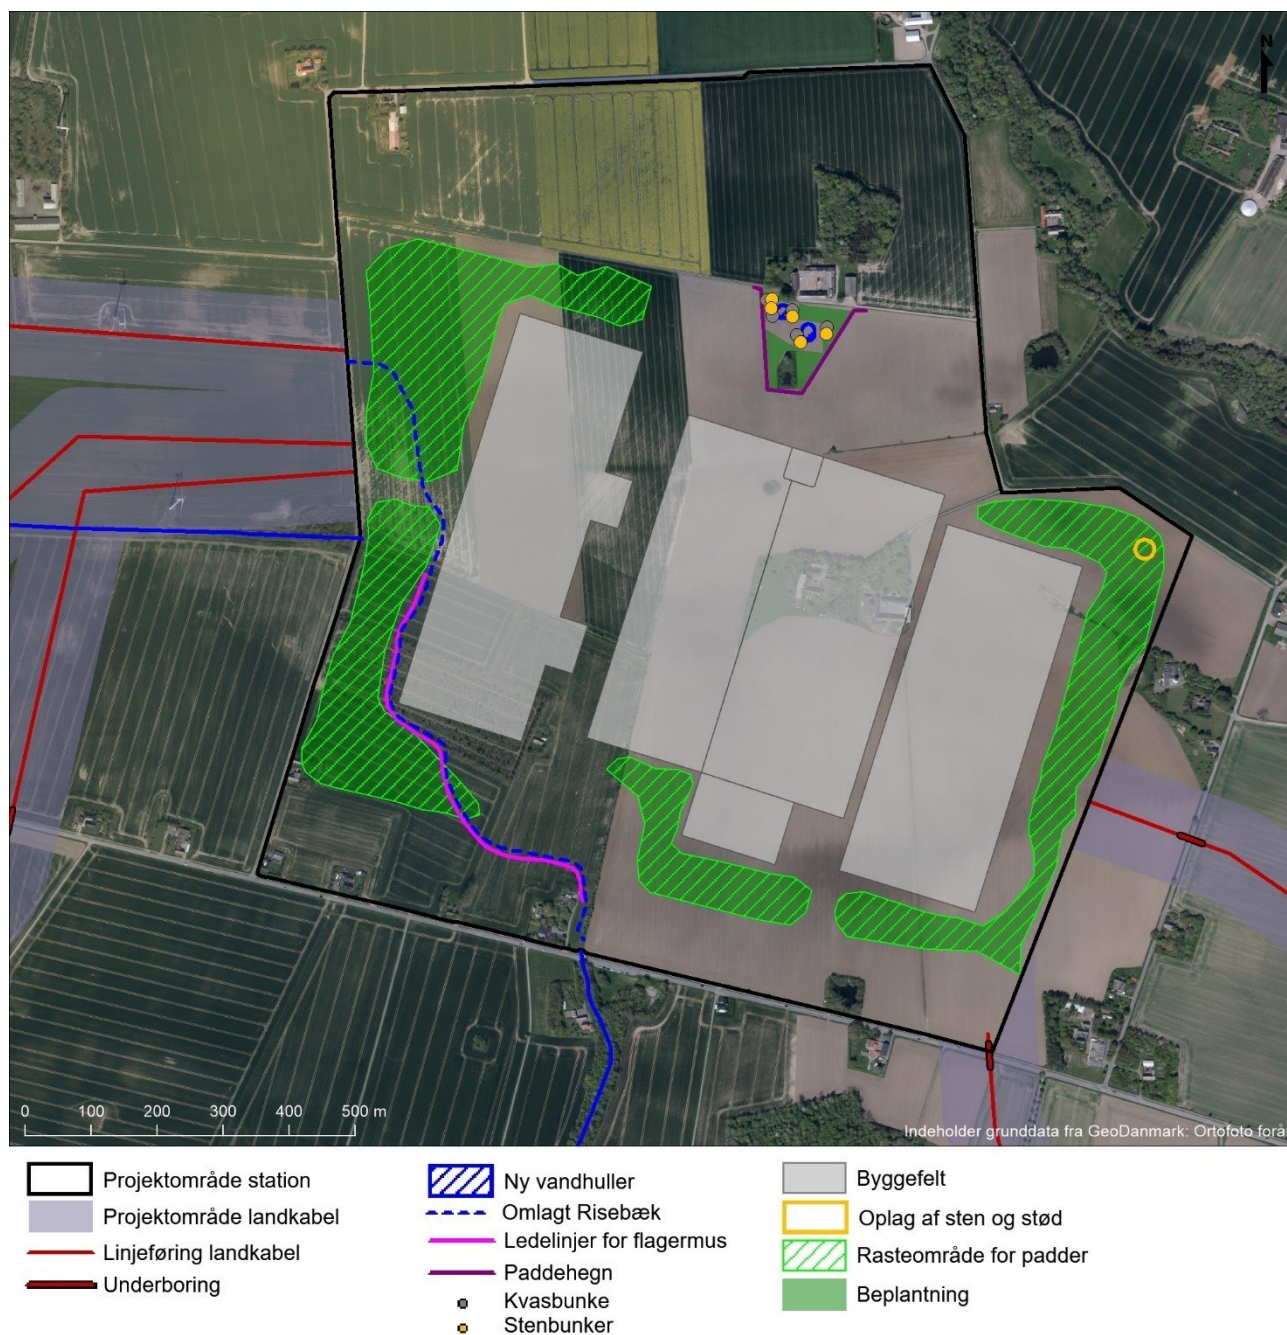 N
0 100 200 300 400 500 m
Indeholder grunddata fra GeoDanmark: Ortofoto fora
Projektområde station
Projektområde landkabel
Linjeføring landkabel
Underboring
Ny vandhuller
Omlagt Risebæk
Ledelinjer for flagermus
Paddehegn
Kvasbunke
Stenbunker
Byggefelt
Oplag af sten og stød
Rasteområde for padder
Beplantning